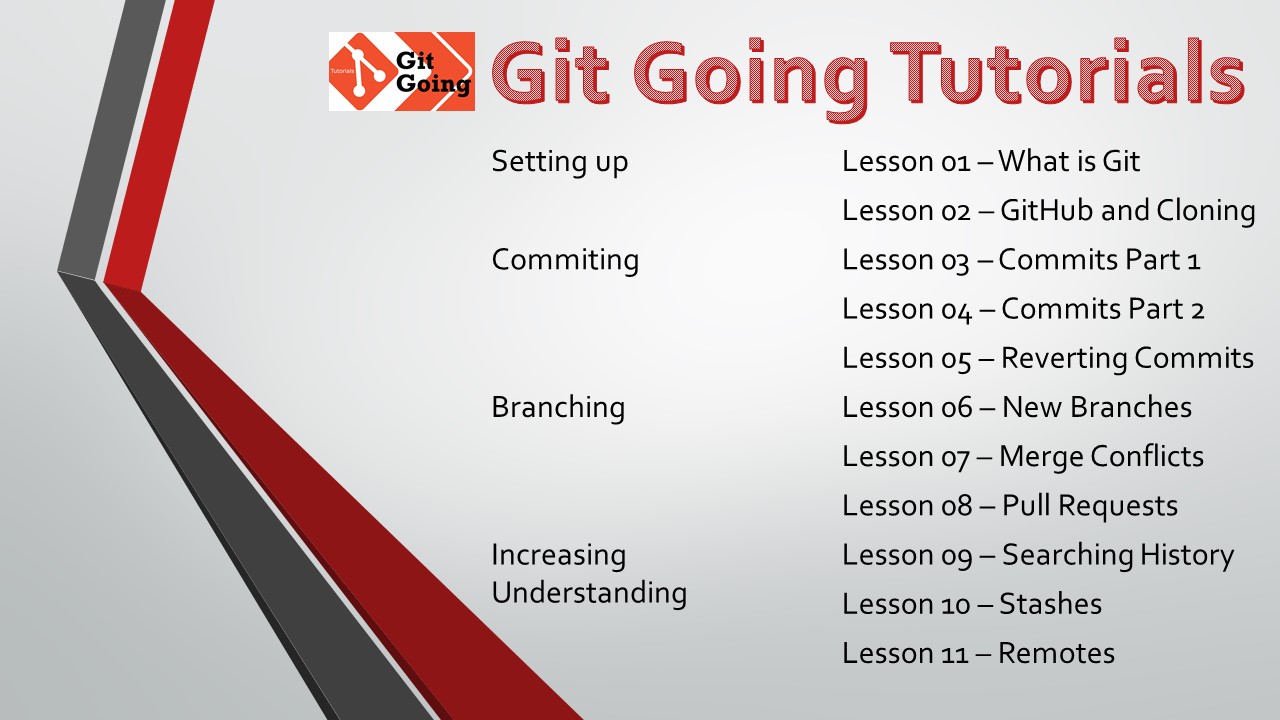 Tutorials
Git
Going
Git Going Tutorials
Setting up
Lesson 01 – What is Git
Lesson 02 – GitHub and Cloning
Commiting
Lesson 03 – Commits Part 1
Lesson 04 – Commits Part 2
Lesson 05 – Reverting Commits
Branching
Lesson 06 – New Branches
Lesson 07 – Merge Conflicts
Lesson 08 – Pull Requests
Increasing
Understanding
Lesson 09 – Searching History
Lesson 10 – Stashes
Lesson 11 – Remotes